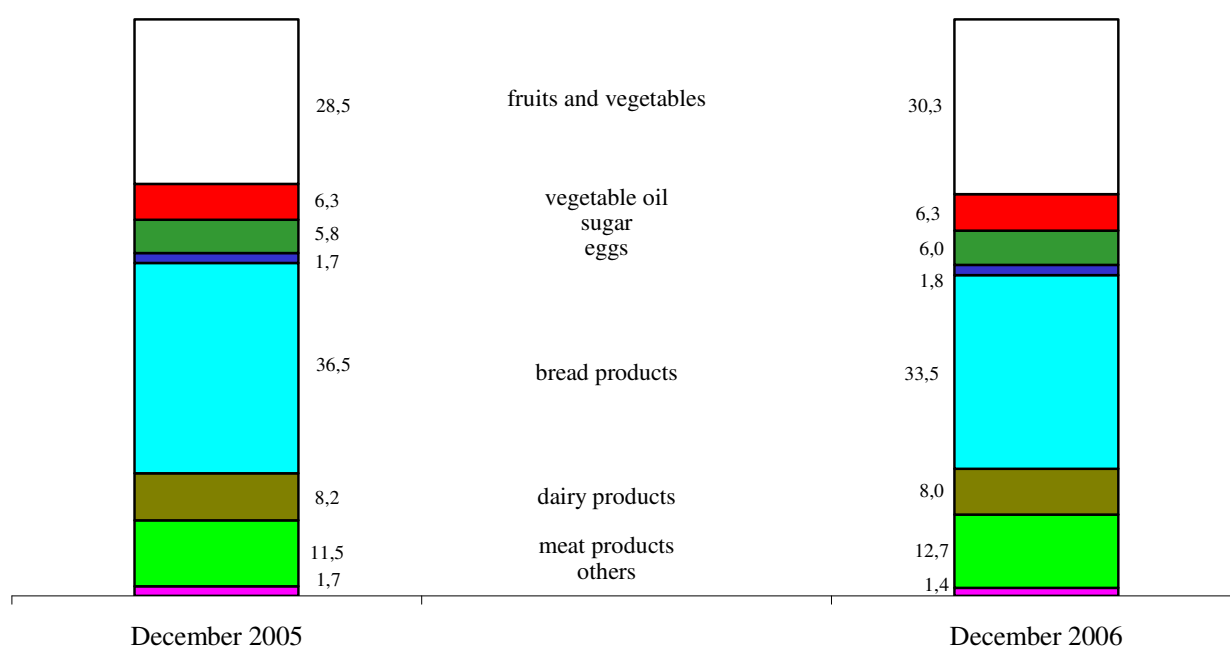 28,5 fruits and vegetables 30,3
6,3 vegetable oil 6,3
sugar
5,8 eggs 6,0
1,7 1,8
36,5 bread products 33,5
8,2 dairy products 8,0
11,5 meat products 12,7
1,7 others 1,4
December 2005 December 2006